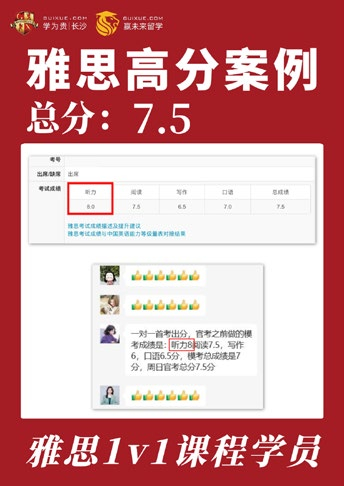 GUIXUE.COM
学为贵|长沙
GUIXUE.COM
赢未来留学
雅思高分案例
总分：7.5
考号
出席/缺席 出席
考试成绩 听力 阅读 写作 口语 总成绩
8.0 7.5 6.5 7.0 7.5
雅思考试成绩描述及提升建议
雅思考试成绩与中国英语能力等级量表对接结果
一对一首考出分，官考之前做的模
考成绩是：听力8阅读7.5，写作
6，口语6.5分，模考总成绩是7
分，周日官考总分7.5分
雅思1v1课程学员